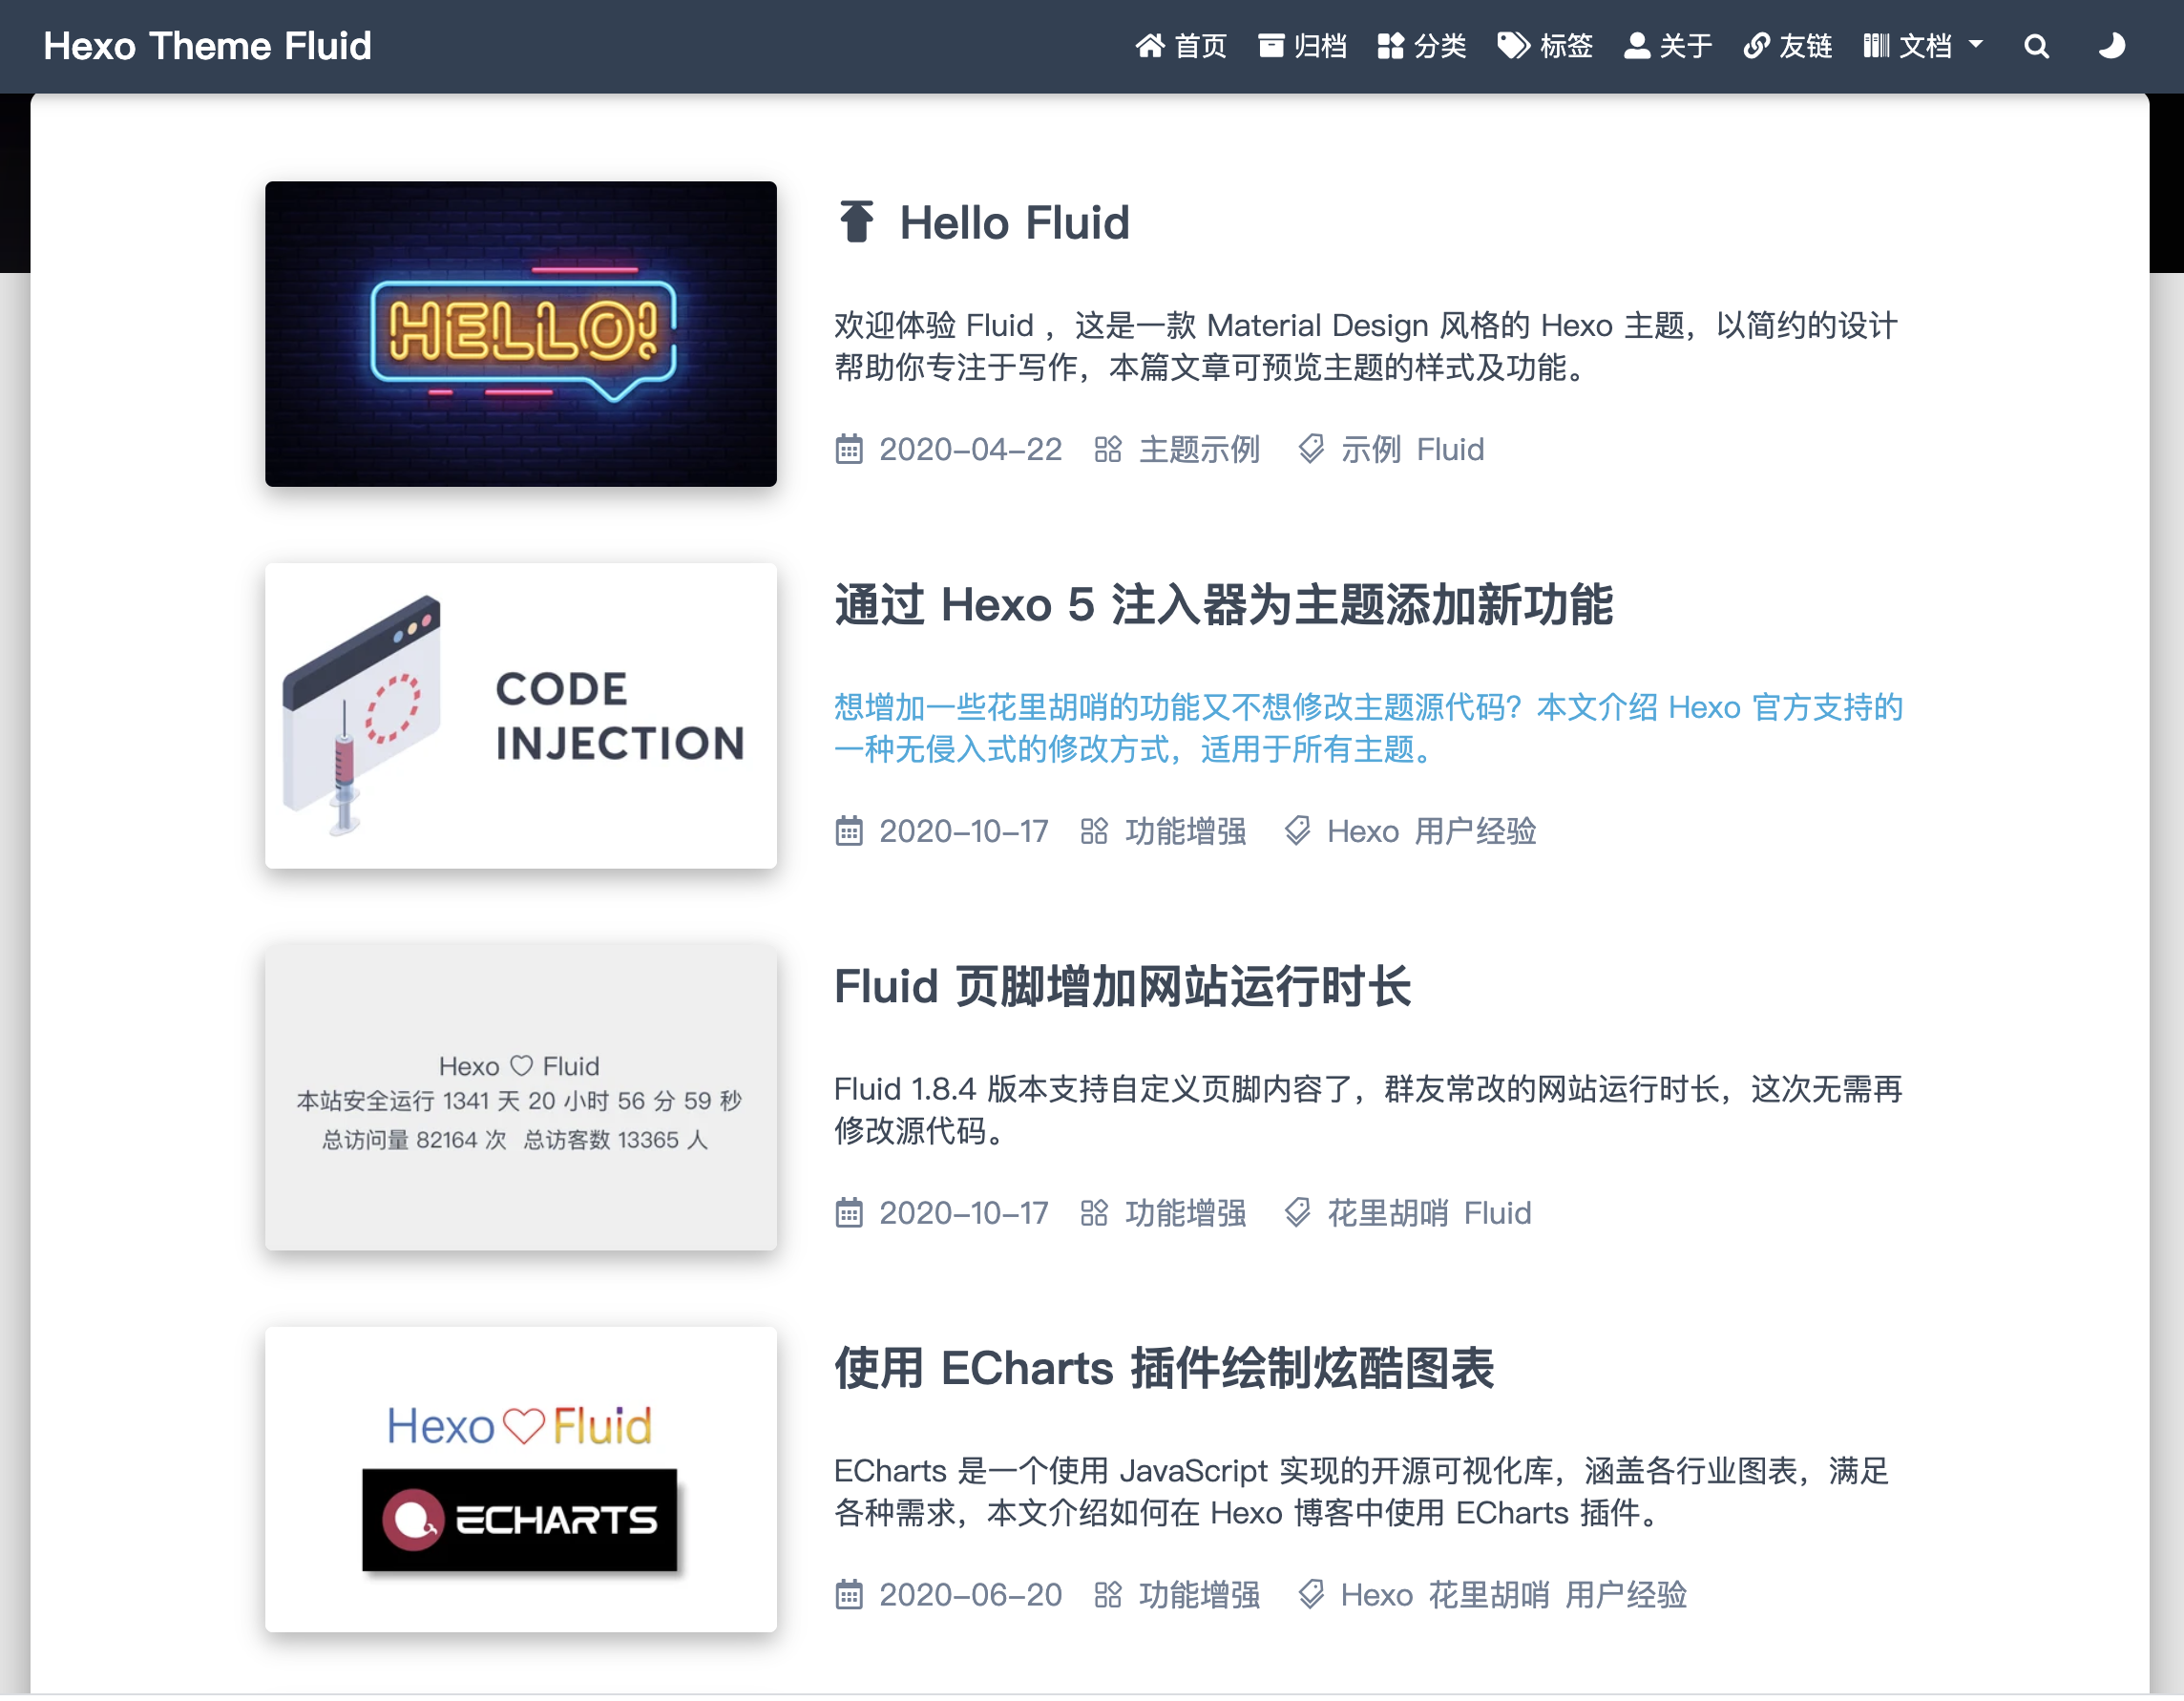 Hexo Theme Fluid
首页 归档 分类 标签 关于 友链 文档
HELLO!
Hello Fluid
欢迎体验 Fluid ，这是一款 Material Design 风格的 Hexo 主题，以简约的设计
帮助你专注于写作，本篇文章可预览主题的样式及功能。
2020-04-22 主题示例 示例 Fluid
CODE
INJECTION
通过 Hexo 5 注入器为主题添加新功能
想增加一些花里胡哨的功能又不想修改主题源代码？本文介绍 Hexo 官方支持的
一种无侵入式的修改方式，适用于所有主题。
2020-10-17 功能增强 Hexo 用户经验
Hexo ♡ Fluid
本站安全运行 1341 天 20 小时 56 分 59 秒
总访问量 82164 次 总访客数 13365 人
Fluid 页脚增加网站运行时长
Fluid 1.8.4 版本支持自定义页脚内容了，群友常改的网站运行时长，这次无需再
修改源代码。
2020-10-17 功能增强 花里胡哨 Fluid
Hexo♡Fluid
ECHARTS
使用 ECharts 插件绘制炫酷图表
ECharts 是一个使用 JavaScript 实现的开源可视化库，涵盖各行业图表，满足
各种需求，本文介绍如何在 Hexo 博客中使用 ECharts 插件。
2020-06-20 功能增强 Hexo 花里胡哨 用户经验